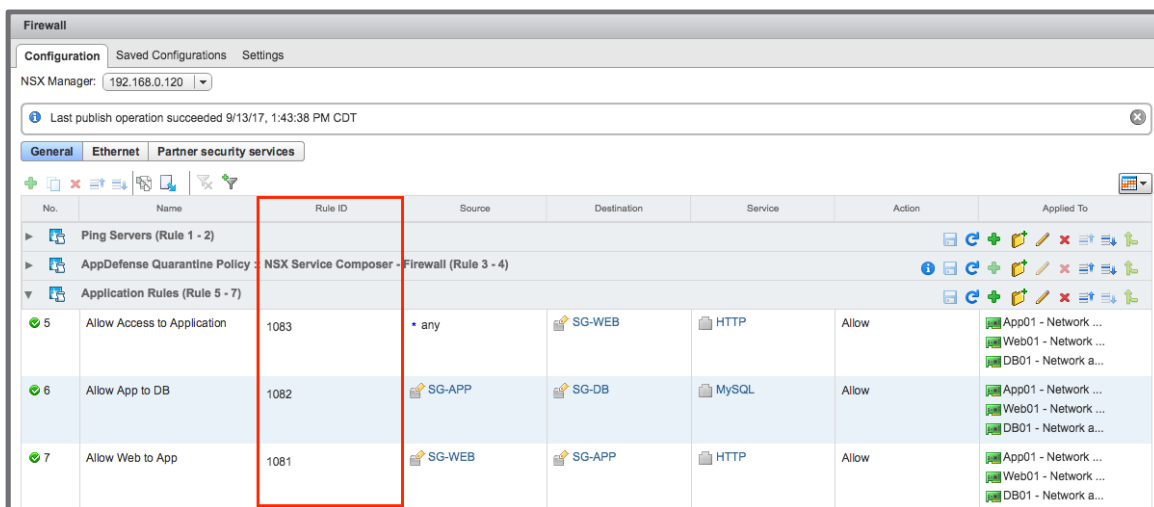 Firewall
Configuration Saved Configurations Settings
NSX Manager: 192.168.0.120
Last publish operation succeeded 9/13/17, 1:43:38 PM CDT
General Ethernet Partner security services
No. Name Rule ID Source Destination Service Action Applied To
Ping Servers (Rule 1 - 2)
AppDefense Quarantine Policy :: NSX Service Composer - Firewall (Rule 3 - 4)
Application Rules (Rule 5 - 7)
5 Allow Access to Application 1083 * any SG-WEB HTTP Allow App01 - Network ...
Web01 - Network ...
DB01 - Network a...
6 Allow App to DB 1082 SG-APP SG-DB MySQL Allow App01 - Network ...
Web01 - Network ...
DB01 - Network a...
7 Allow Web to App 1081 SG-WEB SG-APP HTTP Allow App01 - Network ...
Web01 - Network ...
DB01 - Network a...